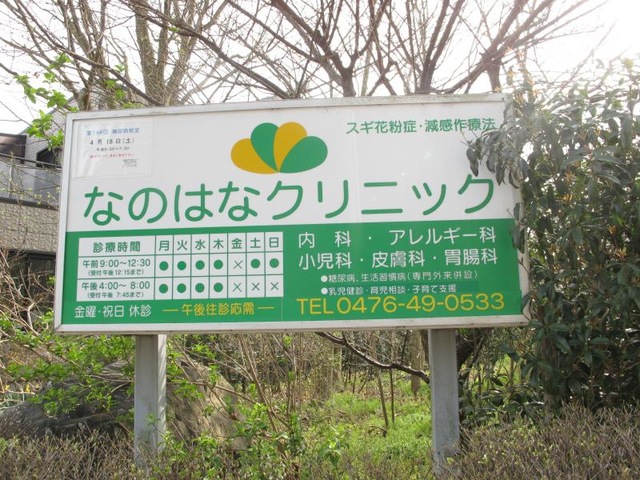 4月18日(土)
スギ花粉症・減感作療法
なのはなクリニック
診療時間 月 火 水 木 金 土 日
午前 9:00〜12:30 ● ● ● ● × ● ●
(受付午後12:15まで)
午後 4:00〜 8:00 ● ● ● ● × × ×
(受付午後 7:45まで)
金曜・祝日 休診 ─午後往診応需─
内 科・アレルギー科
小児科・皮膚科・胃腸科
●糖尿病、生活習慣病(専門外来併設)
●乳児健診・育児相談・子育て支援
TEL0476-49-0533